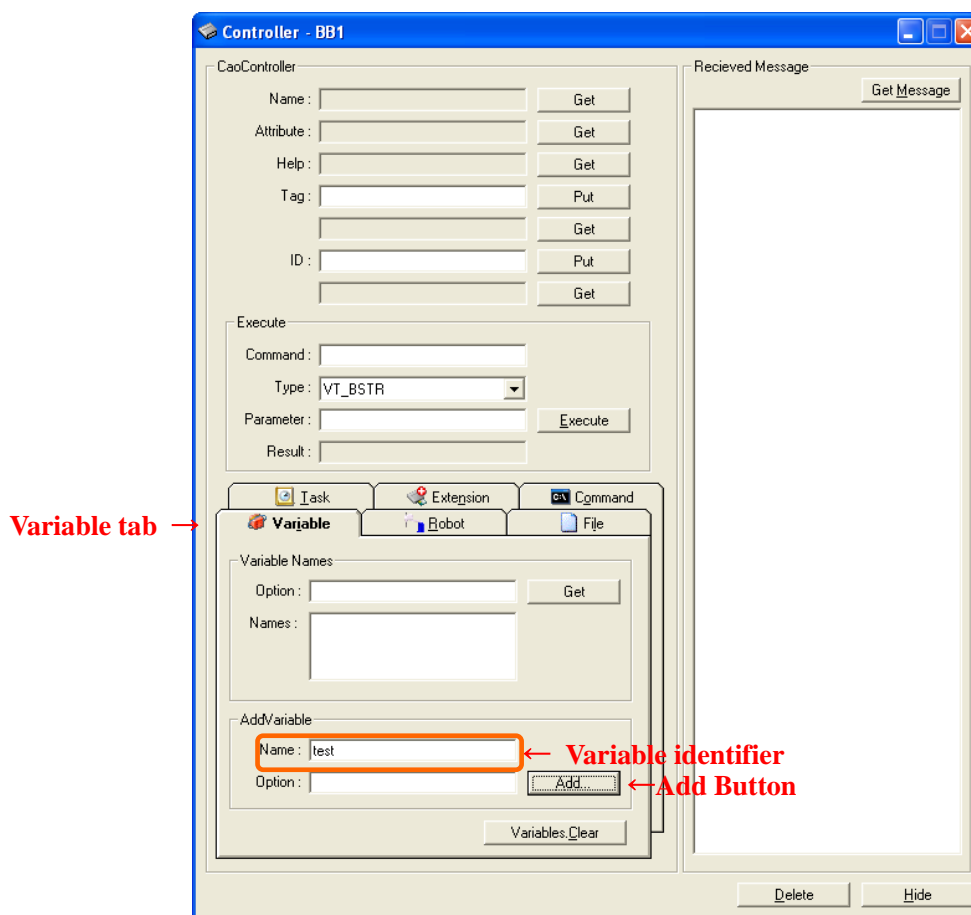 Controller - BB1
CaoController
Name :
Get
Attribute :
Get
Help :
Get
Tag :
Put
Get
ID :
Put
Get
Execute
Command :
Type : VT_BSTR
Parameter :
Execute
Result :
Task Extension Command
Variable tab →
Variable Robot File
Variable Names
Option :
Get
Names :
AddVariable
Name : test
← Variable identifier
Option :
Add...
←Add Button
Variables.Clear
Recieved Message
Get Message
Delete
Hide